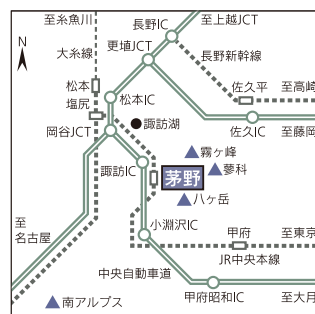 至糸魚川
長野IC
至上越JCT
N
更埴JCT
大糸線
長野新幹線
松本
佐久平
至高崎
塩尻
松本IC
諏訪湖
岡谷JCT
佐久IC
至藤岡
霧ヶ峰
諏訪IC
蓼科
茅野
八ヶ岳
至
名古屋
小淵沢IC
甲府
至東京
JR中央本線
中央自動車道
南アルプス
甲府昭和IC
至大月